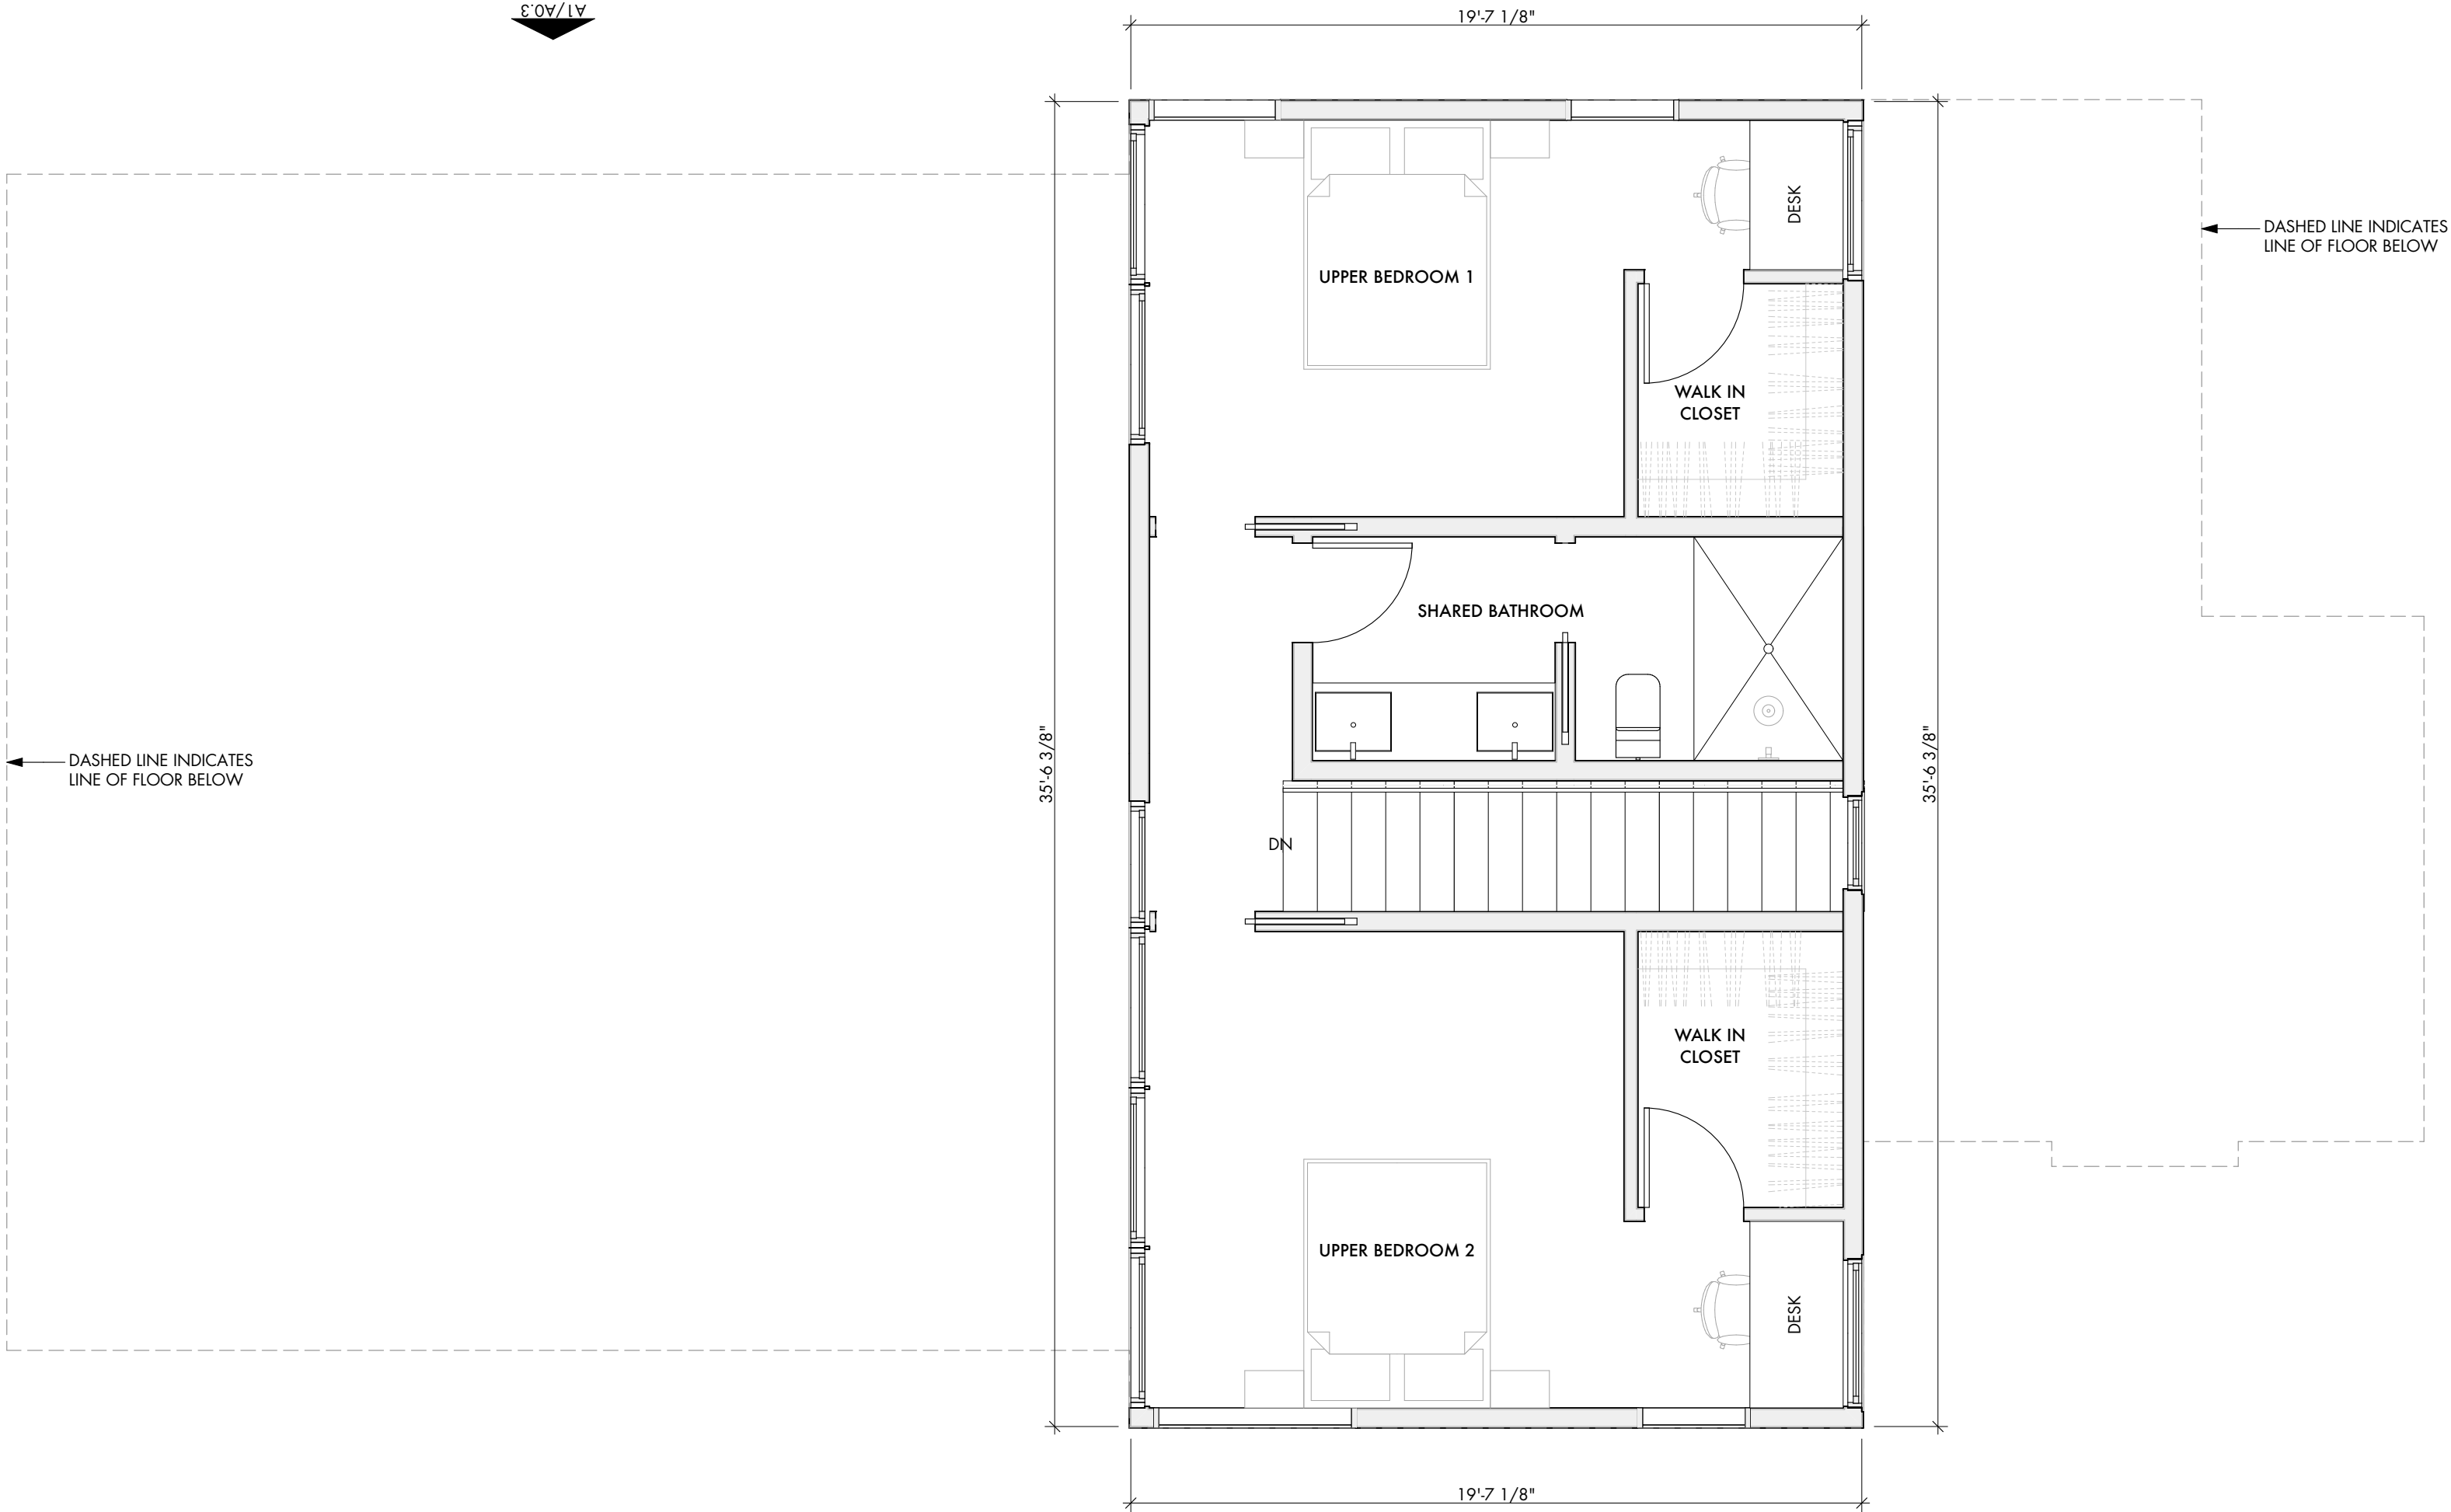 A1/A0.3
19'-7 1/8"
DESK
DASHED LINE INDICATES
LINE OF FLOOR BELOW
UPPER BEDROOM 1
WALK IN
CLOSET
SHARED BATHROOM
DASHED LINE INDICATES
LINE OF FLOOR BELOW
35'-6 3/8"
35'-6 3/8"
DN
WALK IN
CLOSET
UPPER BEDROOM 2
DESK
19'-7 1/8"